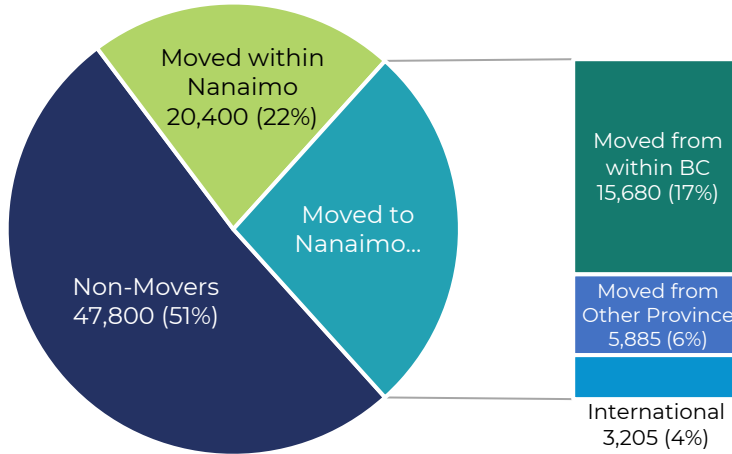 Moved within
Nanaimo
20,400 (22%)
Moved to
Nanaimo...
Non-Movers
47,800 (51%)
Moved from
within BC
15,680 (17%)
Moved from
Other Province
5,885 (6%)
International
3,205 (4%)